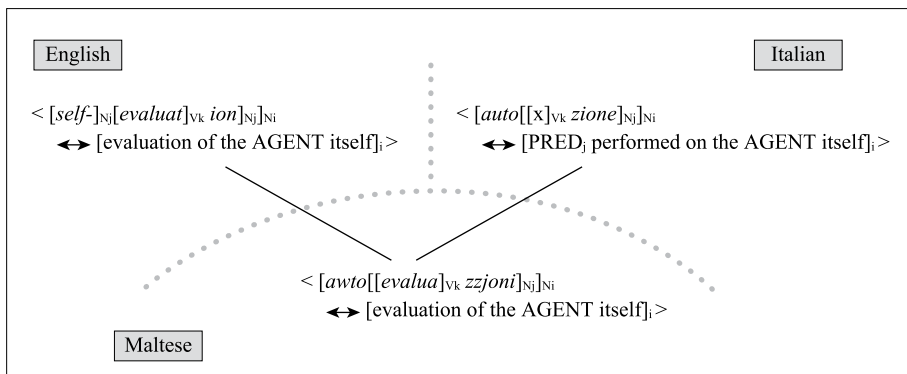 English
Italian
< [self-]Nj[evaluat]Vk ion]Nj]Ni
< [auto[[x]Vk zione]Nj]Ni
↔ [evaluation of the AGENT itself]i >
↔ [PREDj performed on the AGENT itself]i >
< [awto[[evalua]Vk zzjoni]Nj]Ni
↔ [evaluation of the AGENT itself]i >
Maltese